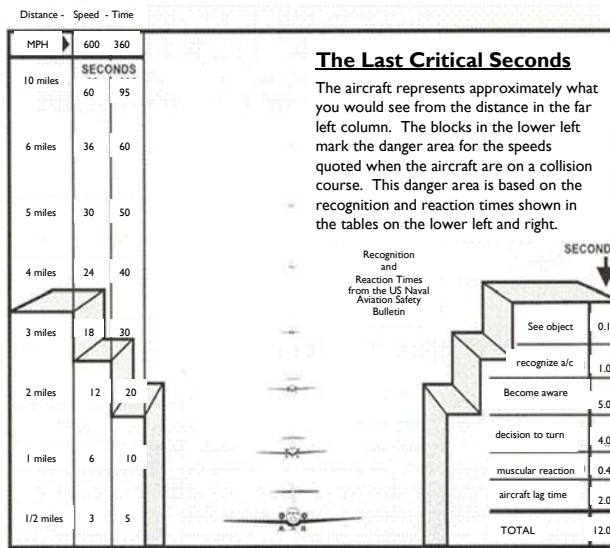 Distance - Speed - Time
MPH 600 360
SECONDS
10 miles 60 95
6 miles 36 60
5 miles 30 50
4 miles 24 40
3 miles 18 30
2 miles 12 20
1 miles 6 10
1/2 miles 3 5
The Last Critical Seconds
The aircraft represents approximately what
you would see from the distance in the far
left column. The blocks in the lower left
mark the danger area for the speeds
quoted when the aircraft are on a collision
course. This danger area is based on the
recognition and reaction times shown in
the tables on the lower left and right.
Recognition
and
Reaction Times
from the US Naval
Aviation Safety
Bulletin
SECOND
See object 0.1
recognize a/c 1.0
Become aware 5.0
decision to turn 4.0
muscular reaction 0.4
aircraft lag time 2.0
TOTAL 12.0